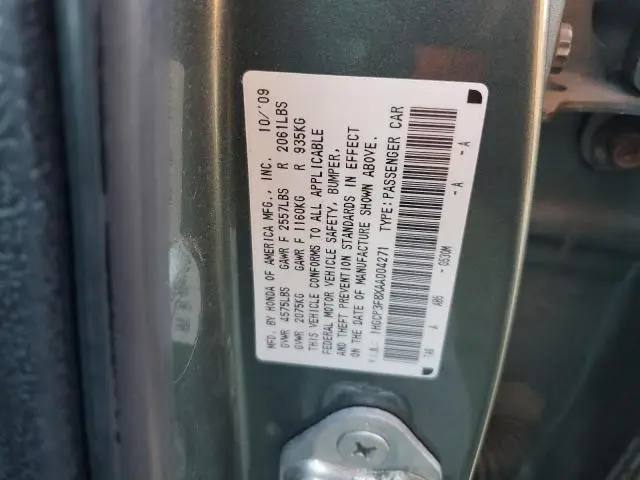 MFD. BY HONDA OF AMERICA MFG., INC. 10/'09
GVWR 4575LBS GAWR F 2557LBS R 2061LBS
GVWR 2075KG GAWR F 1160KG R 935KG
THIS VEHICLE CONFORMS TO ALL APPLICABLE
FEDERAL MOTOR VEHICLE SAFETY, BUMPER,
AND THEFT PREVENTION STANDARDS IN EFFECT
ON THE DATE OF MANUFACTURE SHOWN ABOVE.
V.I.N.: 1HGCP3F8XAA004271 TYPE: PASSENGER CAR
A - A